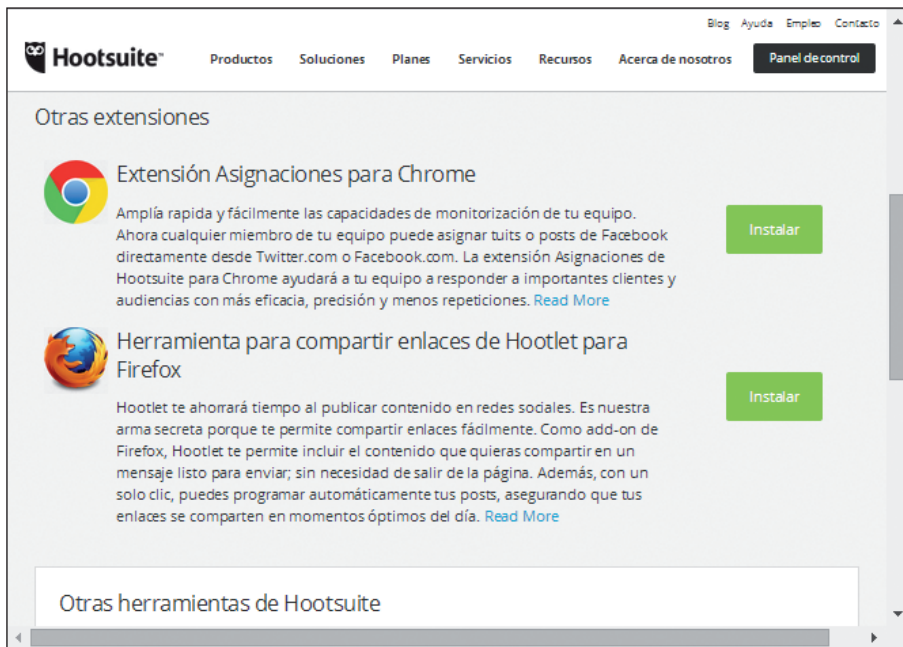 Blog Ayuda Empleo Contacto
Hootsuite™ Productos Soluciones Planes Servicios Recursos Acerca de nosotros Panel de control
Otras extensiones
Extensión Asignaciones para Chrome
Amplía rapida y fácilmente las capacidades de monitorización de tu equipo.
Ahora cualquier miembro de tu equipo puede asignar tuits o posts de Facebook
directamente desde Twitter.com o Facebook.com. La extensión Asignaciones de
Hootsuite para Chrome ayudará a tu equipo a responder a importantes clientes y
audiencias con más eficacia, precisión y menos repeticiones. Read More
Instalar
Herramienta para compartir enlaces de Hootlet para
Firefox
Hootlet te ahorrará tiempo al publicar contenido en redes sociales. Es nuestra
arma secreta porque te permite compartir enlaces fácilmente. Como add-on de
Firefox, Hootlet te permite incluir el contenido que quieras compartir en un
mensaje listo para enviar; sin necesidad de salir de la página. Además, con un
solo clic, puedes programar automáticamente tus posts, asegurando que tus
enlaces se comparten en momentos óptimos del día. Read More
Instalar
Otras herramientas de Hootsuite